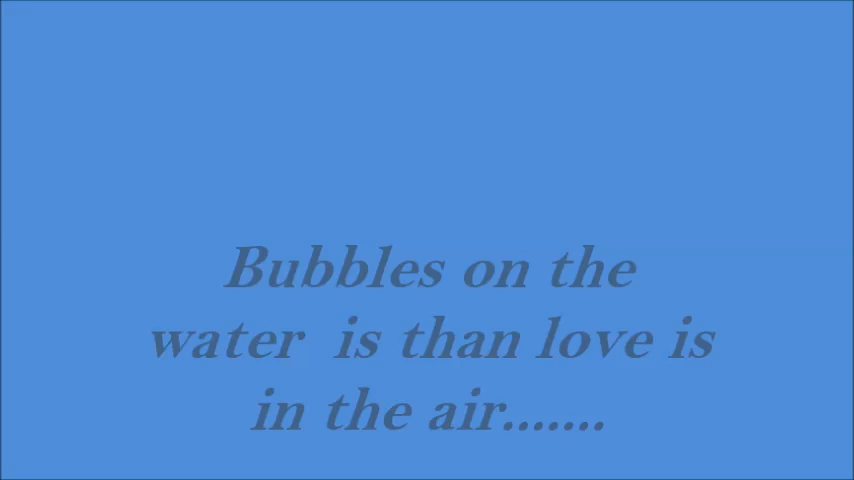 Bubbles on the
water is than love is
in the air.......